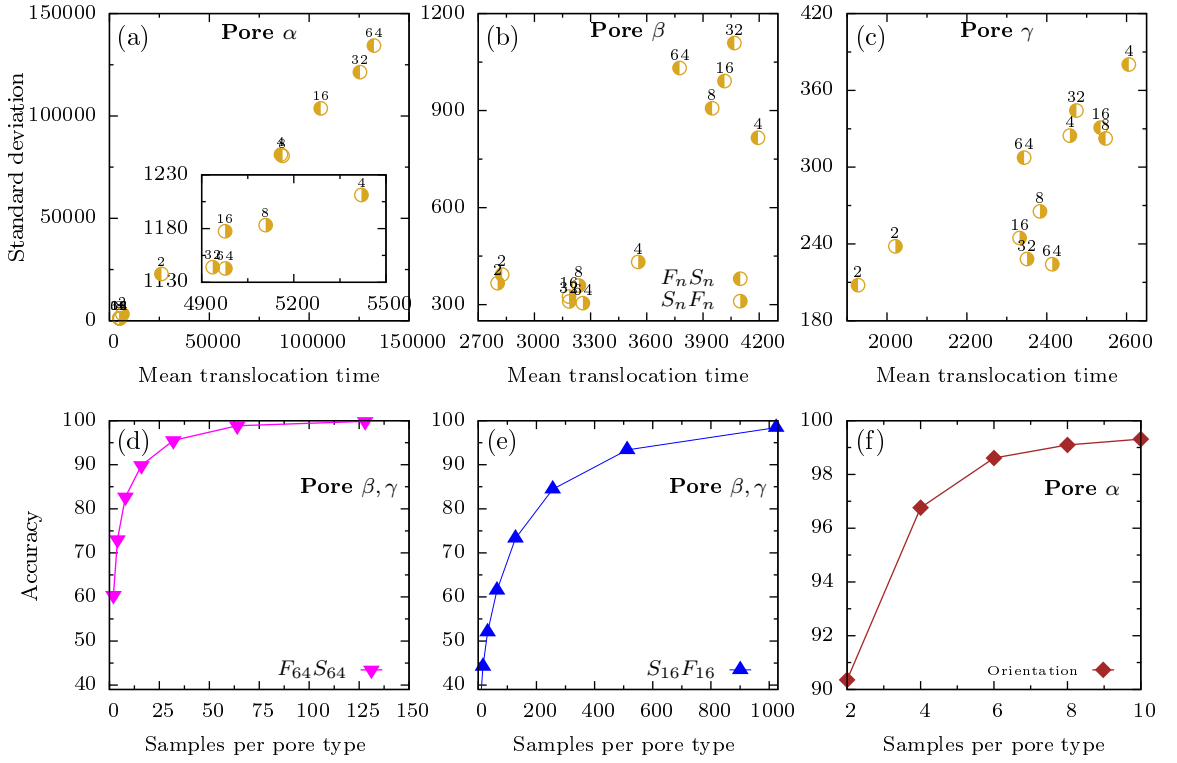 (a) Pore α
Standard deviation
150000
100000
50000
0
0 50000 100000 150000
64
32
16
4
8
2
2
1230
1180
1130
4900 5200 5500
4
8
16
32
64
Mean translocation time
(b) Pore β
1200
900
600
300
2700 3000 3300 3600 3900 4200
32
64
16
8
4
4
2
2
8
16
32
32
64
FnSn
SnFn
Mean translocation time
(c) Pore γ
420
360
300
240
180
2000 2200 2400 2600
4
32
16
4
8
64
8
2
16
32
64
2
Mean translocation time
(d)
Accuracy
100
90
80
70
60
50
40
Pore β, γ
F64S64
0 25 50 75 100 125 150
Samples per pore type
(e)
100
90
80
70
60
50
40
Pore β, γ
S16F16
0 200 400 600 800 1000
Samples per pore type
(f)
100
98
96
94
92
90
Pore α
Orientation
2 4 6 8 10
Samples per pore type